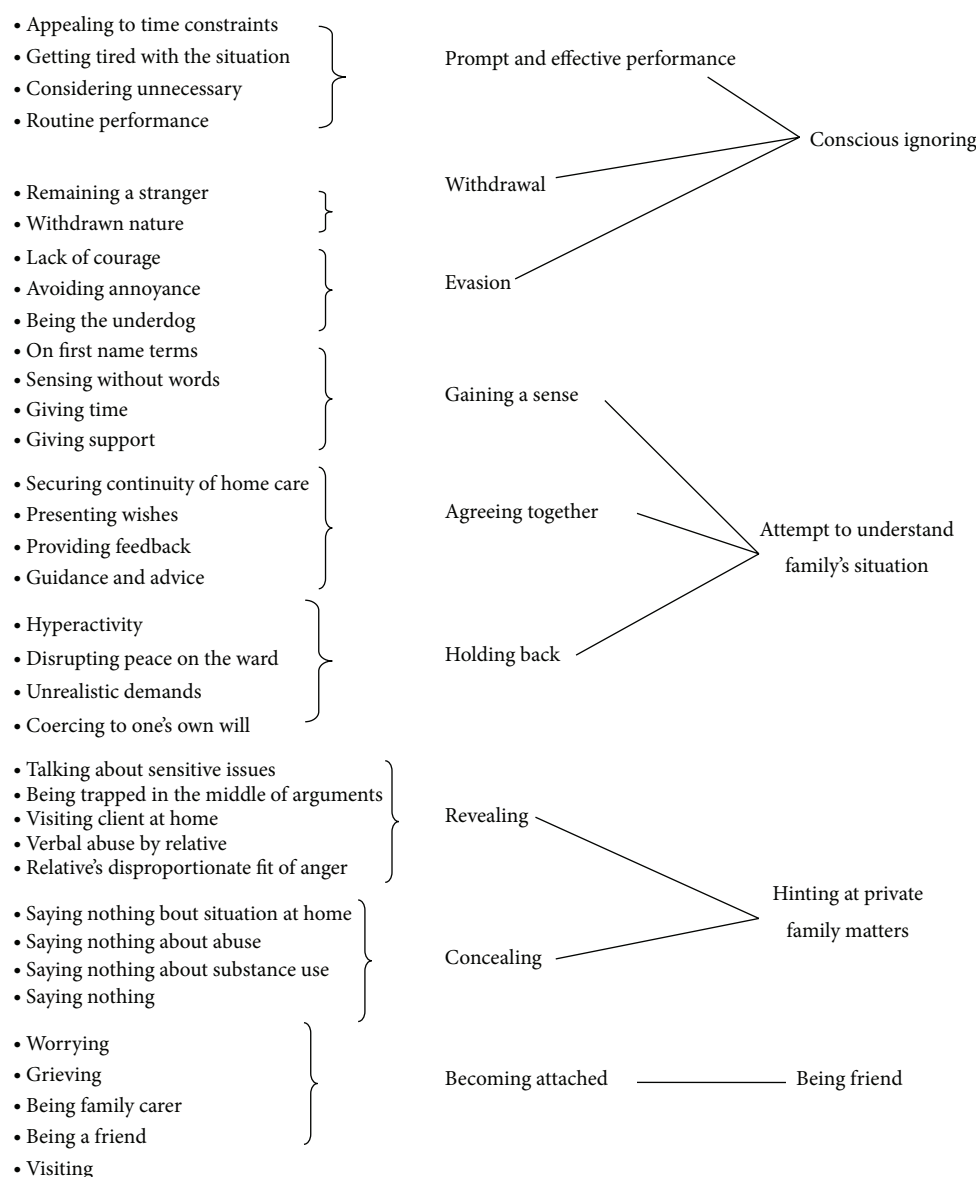 • Appealing to time constraints
• Getting tired with the situation
• Considering unnecessary
• Routine performance
Prompt and effective performance
Conscious ignoring
• Remaining a stranger
• Withdrawn nature
Withdrawal
• Lack of courage
• Avoiding annoyance
• Being the underdog
Evasion
• On first name terms
• Sensing without words
• Giving time
• Giving support
Gaining a sense
• Securing continuity of home care
• Presenting wishes
• Providing feedback
• Guidance and advice
Agreeing together
Attempt to understand
family’s situation
• Hyperactivity
• Disrupting peace on the ward
• Unrealistic demands
• Coercing to one’s own will
Holding back
• Talking about sensitive issues
• Being trapped in the middle of arguments
• Visiting client at home
• Verbal abuse by relative
• Relative’s disproportionate fit of anger
Revealing
Hinting at private
family matters
• Saying nothing bout situation at home
• Saying nothing about abuse
• Saying nothing about substance use
• Saying nothing
Concealing
• Worrying
• Grieving
• Being family carer
• Being a friend
• Visiting
Becoming attached
Being friend